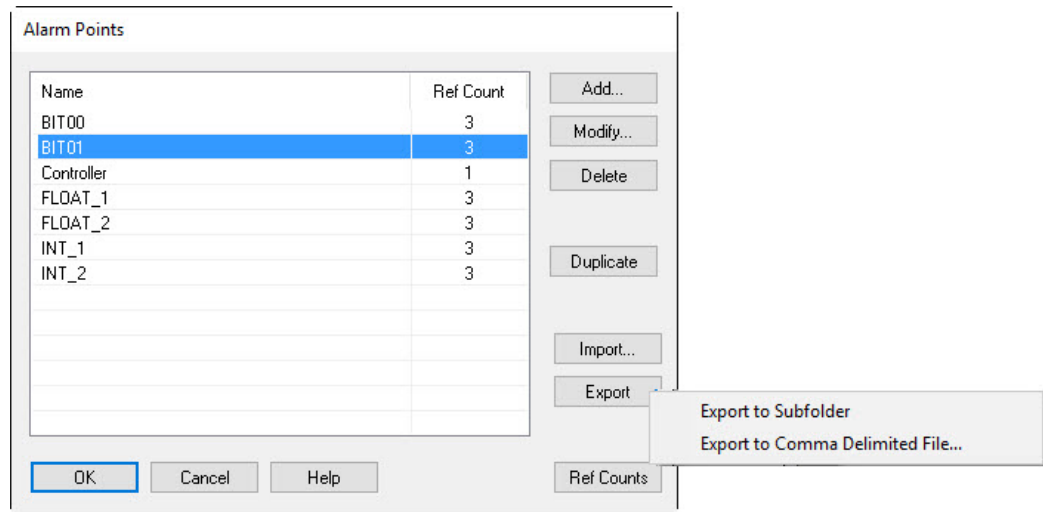 Alarm Points
Name Ref Count
BIT00 3
BIT01 3
Controller 1
FLOAT_1 3
FLOAT_2 3
INT_1 3
INT_2 3
Add...
Modify...
Delete
Duplicate
Import...
Export
Export to Subfolder
Export to Comma Delimited File...
OK Cancel Help Ref Counts